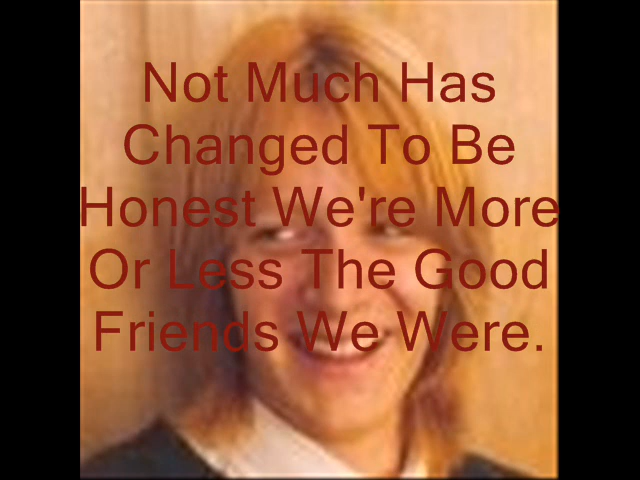 Not Much Has
Changed To Be
Honest We're More
Or Less The Good
Friends We Were.